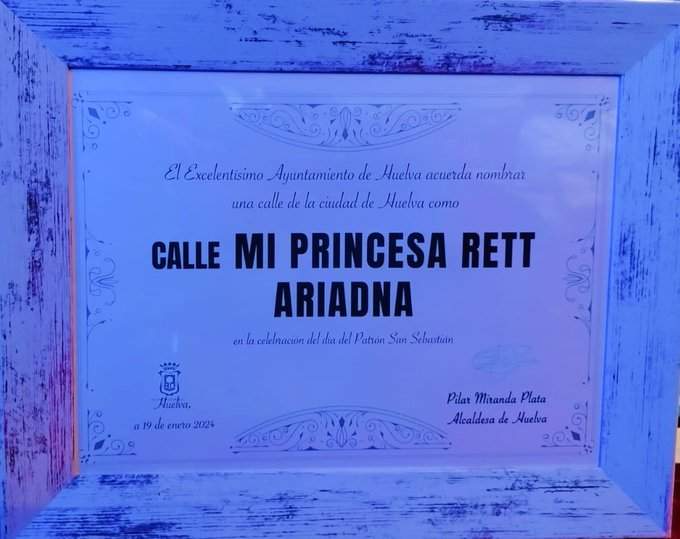 El Excelentísimo Ayuntamiento de Huelva acuerda nombrar
una calle de la ciudad de Huelva como
CALLE MI PRINCESA RETT
ARIADNA
en la celebración del día del Patrón San Sebastián
Huelva,
a 19 de enero 2024
Pilar Miranda Plata
Alcaldesa de Huelva